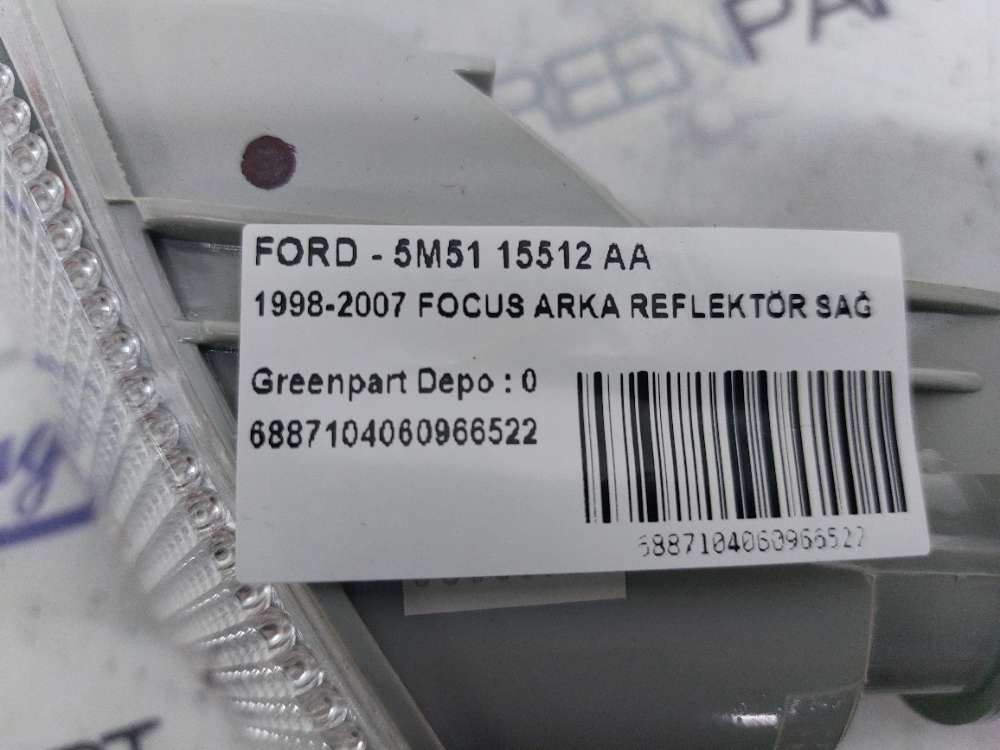 FORD - 5M51 15512 AA
1998-2007 FOCUS ARKA REFLEKTÖR SAĞ
Greenpart Depo : 0
6887104060966522
6887104060966522